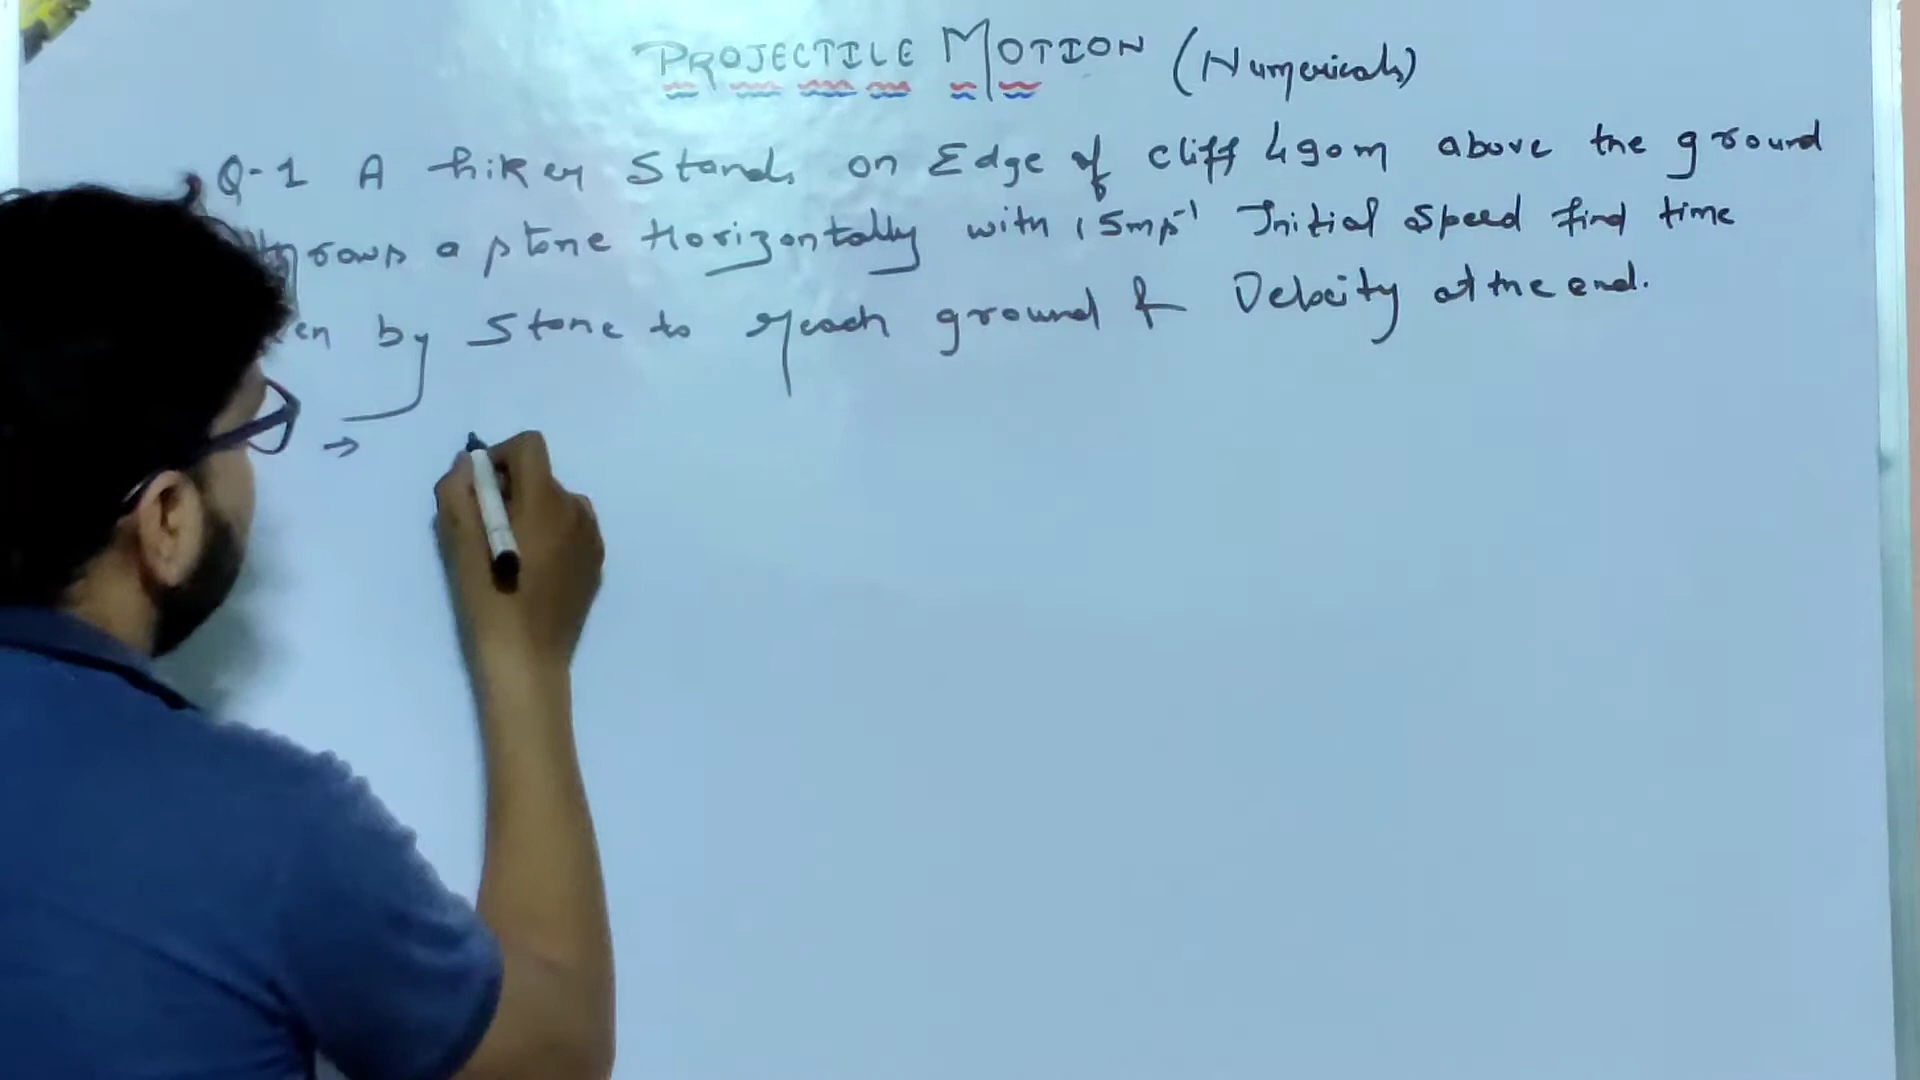 PROJECTILE MOTION (Numericals)
Q-1 A hiker Stands on Edge of cliff 490m above the ground
throws a stone Horizontally with 15ms⁻¹ Initial Speed find time
by Stone to reach ground & Velocity at the end.
→